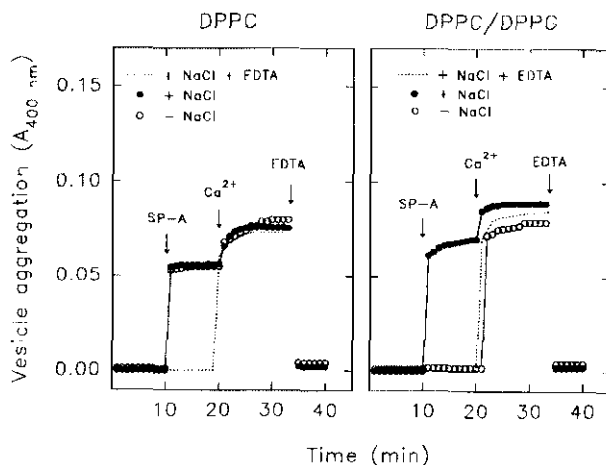 DPPC
DPPC/DPPG
Vesicle aggregation (A400 nm)
0.15
0.10
0.05
0.00
+ NaCl + EDTA
+ NaCl
− NaCl
SP-A
Ca2+
EDTA
10
20
30
40
+ NaCl + EDTA
+ NaCl
− NaCl
SP-A
Ca2+
EDTA
10
20
30
40
Time (min)